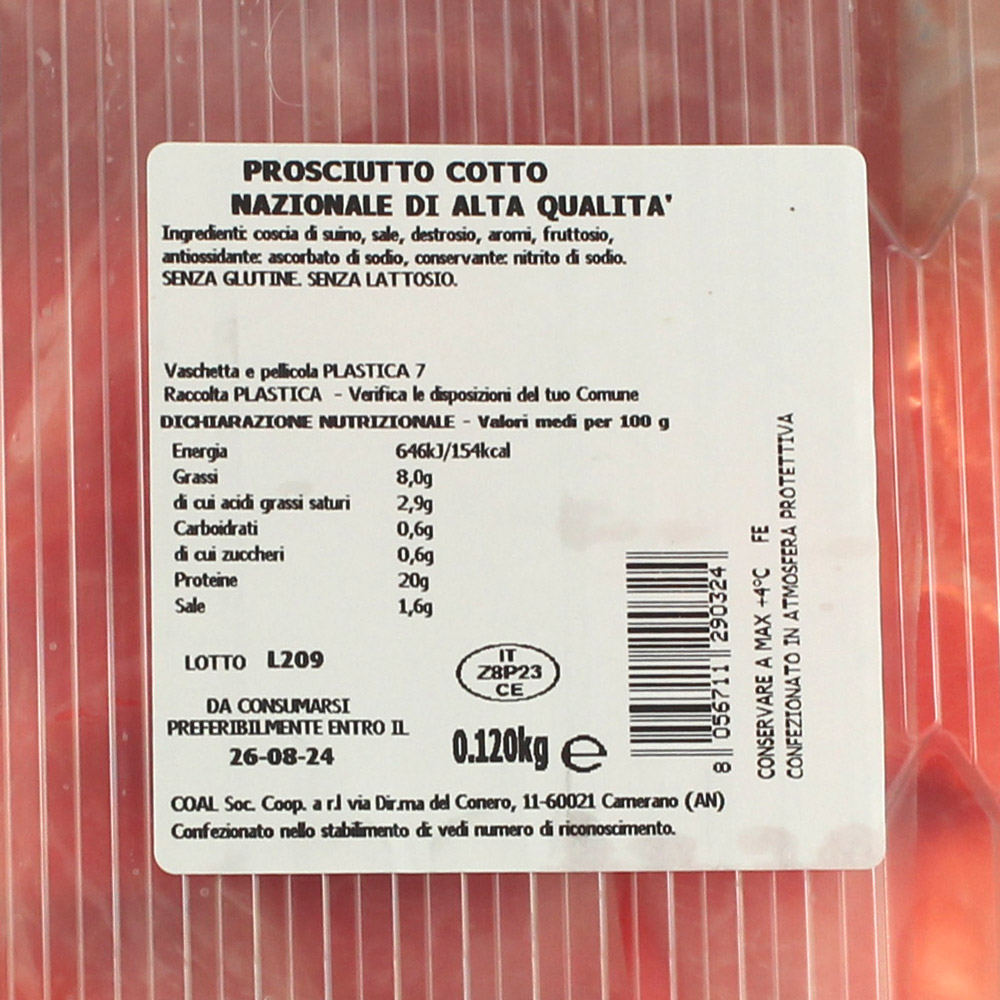 PROSCIUTTO COTTO
NAZIONALE DI ALTA QUALITA'
Ingredienti: coscia di suino, sale, destrosio, aromi, fruttosio,
antiossidante: ascorbato di sodio, conservante: nitrito di sodio.
SENZA GLUTINE. SENZA LATTOSIO.
Vaschetta e pellicola PLASTICA 7
Raccolta PLASTICA - Verifica le disposizioni del tuo Comune
DICHIARAZIONE NUTRIZIONALE - Valori medi per 100 g
Energia 646kJ/154kcal
Grassi 8,0g
di cui acidi grassi saturi 2,9g
Carboidrati 0,6g
di cui zuccheri 0,6g
Proteine 20g
Sale 1,6g
LOTTO L209
IT
Z8P23
CE
DA CONSUMARSI
PREFERIBILMENTE ENTRO IL
26-08-24
0.120kg e
8 056711 290324
CONSERVARE A MAX +4°C FE
CONFEZIONATO IN ATMOSFERA PROTETTIVA
COAL Soc. Coop. a r.l via Dir.ma del Conero, 11-60021 Camerano (AN)
Confezionato nello stabilimento di: vedi numero di riconoscimento.